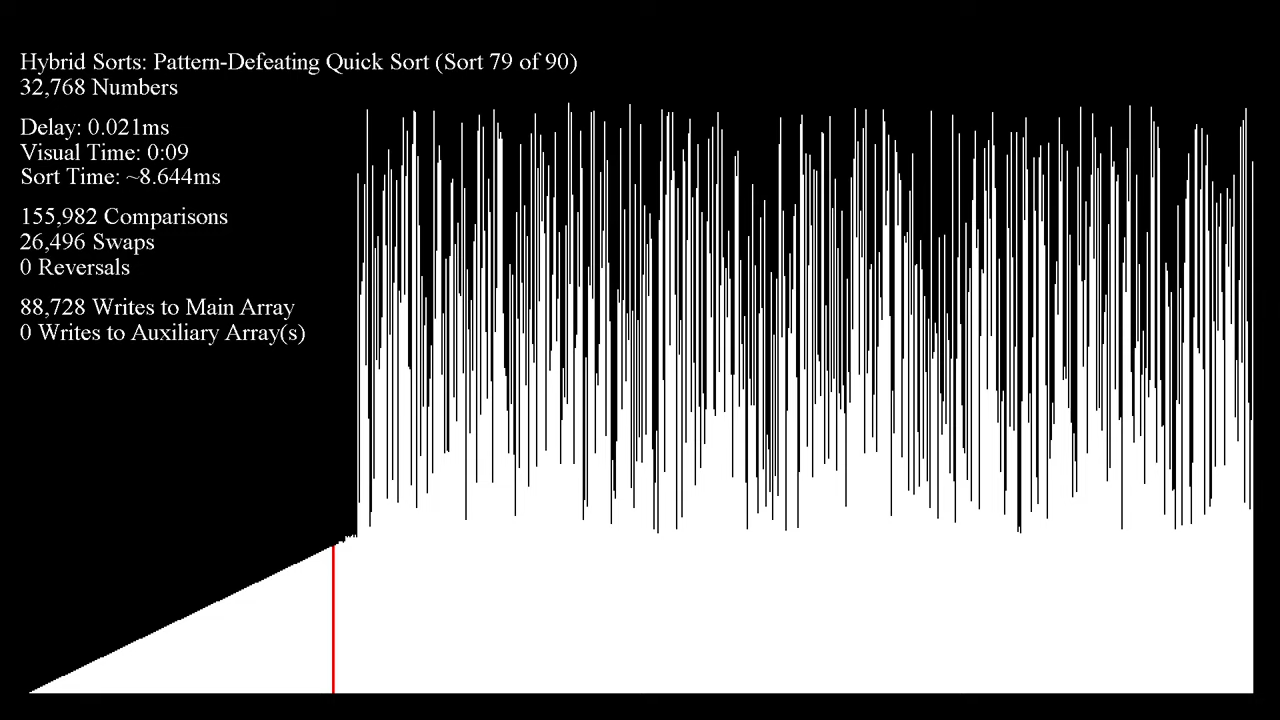 Hybrid Sorts: Pattern-Defeating Quick Sort (Sort 79 of 90)
32,768 Numbers
Delay: 0.021ms
Visual Time: 0:09
Sort Time: ~8.644ms
155,982 Comparisons
26,496 Swaps
0 Reversals
88,728 Writes to Main Array
0 Writes to Auxiliary Array(s)